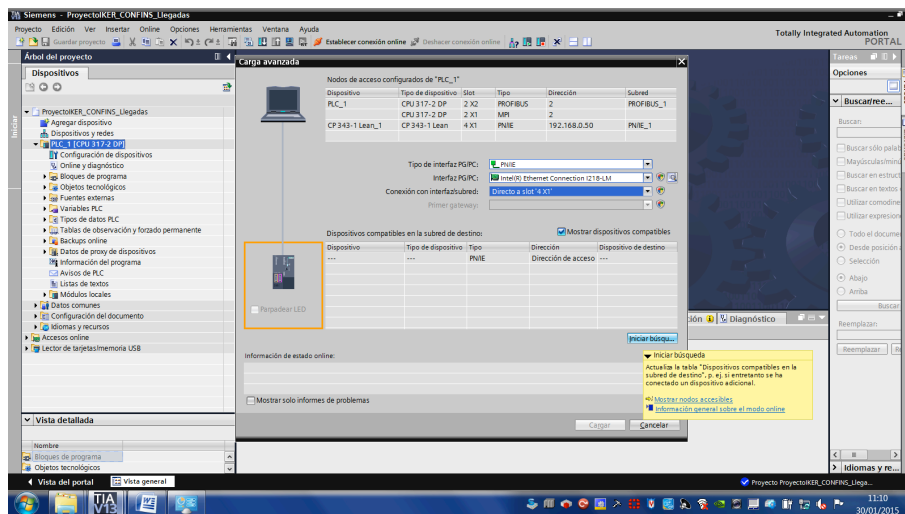 Siemens - ProyectoIKER_CONFINS_Llegadas
Proyecto Edición Ver Insertar Online Opciones Herramientas Ventana Ayuda
Guardar proyecto Establecer conexión online Deshacer conexión online
Totally Integrated Automation
PORTAL
Árbol del proyecto
Dispositivos
ProyectoIKER_CONFINS_Llegadas
Agregar dispositivo
Dispositivos y redes
PLC_1 [CPU 317-2 DP]
Configuración de dispositivos
Online y diagnóstico
Bloques de programa
Objetos tecnológicos
Fuentes externas
Variables PLC
Tipos de datos PLC
Tablas de observación y forzado permanente
Backups online
Datos de proxy de dispositivos
Información del programa
Avisos de PLC
Listas de textos
Módulos locales
Datos comunes
Configuración del documento
Idiomas y recursos
Accesos online
Lector de tarjetas/memoria USB
Vista detallada
Nombre
Bloques de programa
Objetos tecnológicos
Iniciar
Carga avanzada
Nodos de acceso configurados de "PLC_1"
Dispositivo Tipo de dispositivo Slot Tipo Dirección Subred
PLC_1 CPU 317-2 DP 2 X2 PROFIBUS 2 PROFIBUS_1
CPU 317-2 DP 2 X1 MPI 2
CP 343-1 Lean_1 CP 343-1 Lean 4 X1 PN/IE 192.168.0.50 PN/IE_1
Tipo de interfaz PG/PC: PN/IE
Interfaz PG/PC: Intel(R) Ethernet Connection I218-LM
Conexión con interfaz/subred: Directo a slot '4 X1'
Primer gateway:
Dispositivos compatibles en la subred de destino: Mostrar dispositivos compatibles
Dispositivo Tipo de dispositivo Tipo Dirección Dispositivo de destino
--- --- PN/IE Dirección de acceso ---
Parpadear LED
Iniciar búsqu...
Información de estado online:
Iniciar búsqueda
Actualiza la tabla "Dispositivos compatibles en la
subred de destino", p. ej. si entretanto se ha
conectado un dispositivo adicional.
Mostrar nodos accesibles
Información general sobre el modo online
Mostrar solo informes de problemas
Cargar Cancelar
ción Diagnóstico
Tareas
Opciones
Buscar/ree...
Buscar:
Buscar sólo palab
Mayúsculas/minú
Buscar en estruct
Buscar en textos
Utilizar comodine
Utilizar expresion
Todo el docume
Desde posición a
Selección
Abajo
Arriba
Buscar
Reemplazar:
Reemplazar
Idiomas y re...
Vista del portal Vista general
Proyecto ProyectoIKER_CONFINS_Llega...
TIA
V13
11:10
30/01/2015